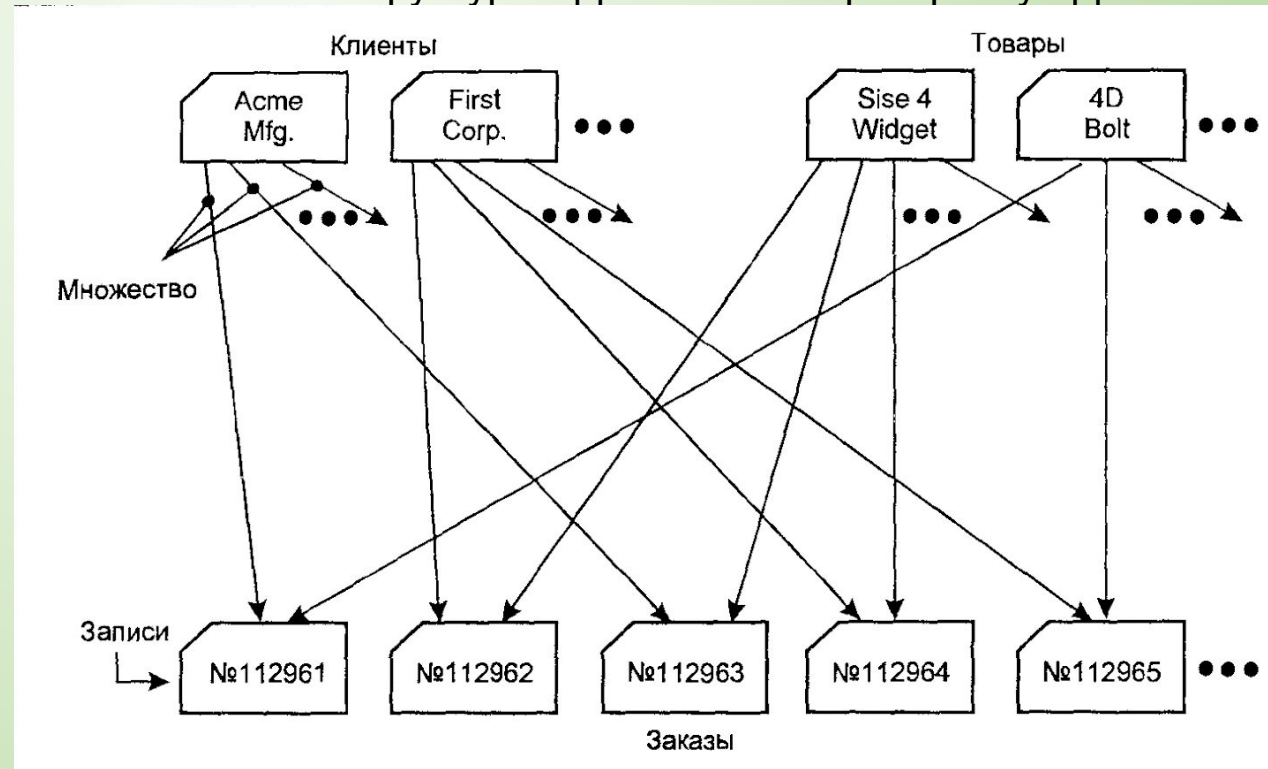 Клиенты
Товары
Acme
Mfg.
First
Corp.
Sise 4
Widget
4D
Bolt
Множество
Записи
№112961
№112962
№112963
№112964
№112965
Заказы